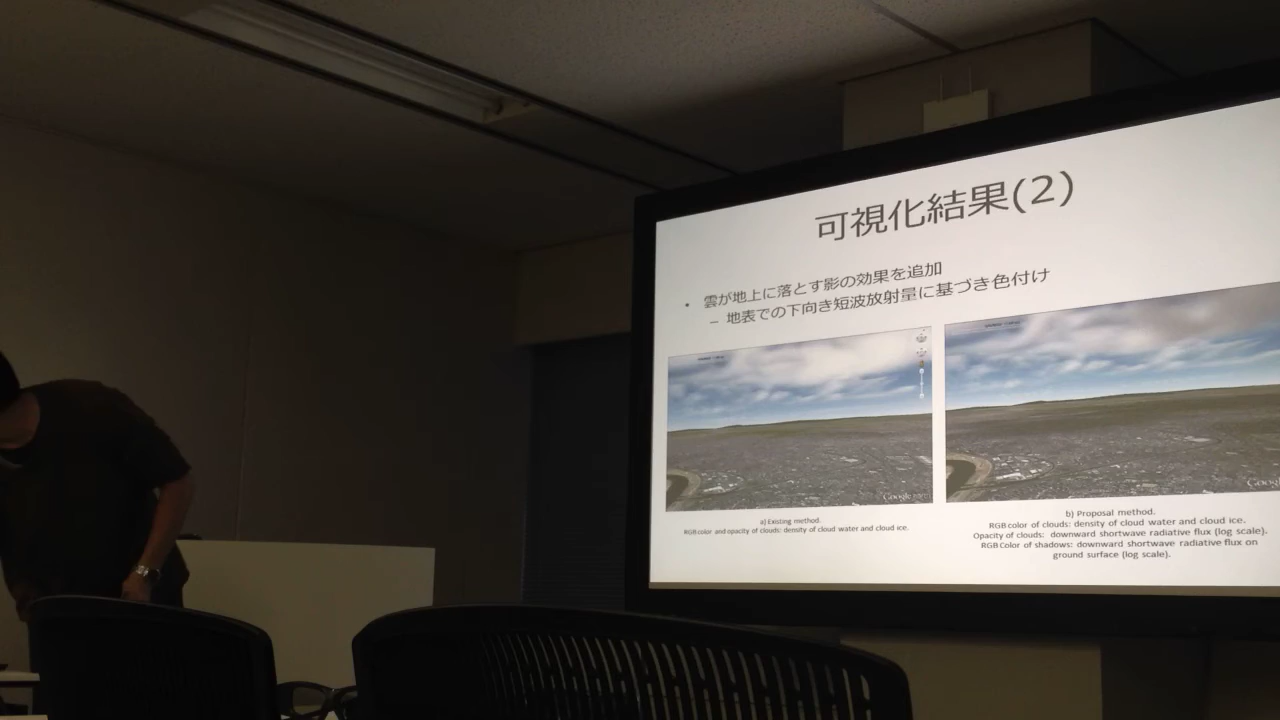 可視化結果(2)
• 雲が地上に落とす影の効果を追加
– 地表での下向き短波放射量に基づき色付け
Google
Google
a) Existing method.
RGB color and opacity of clouds: density of cloud water and cloud ice.
b) Proposal method.
RGB color of clouds: density of cloud water and cloud ice.
Opacity of clouds: downward shortwave radiative flux (log scale).
RGB Color of shadows: downward shortwave radiative flux on
ground surface (log scale).